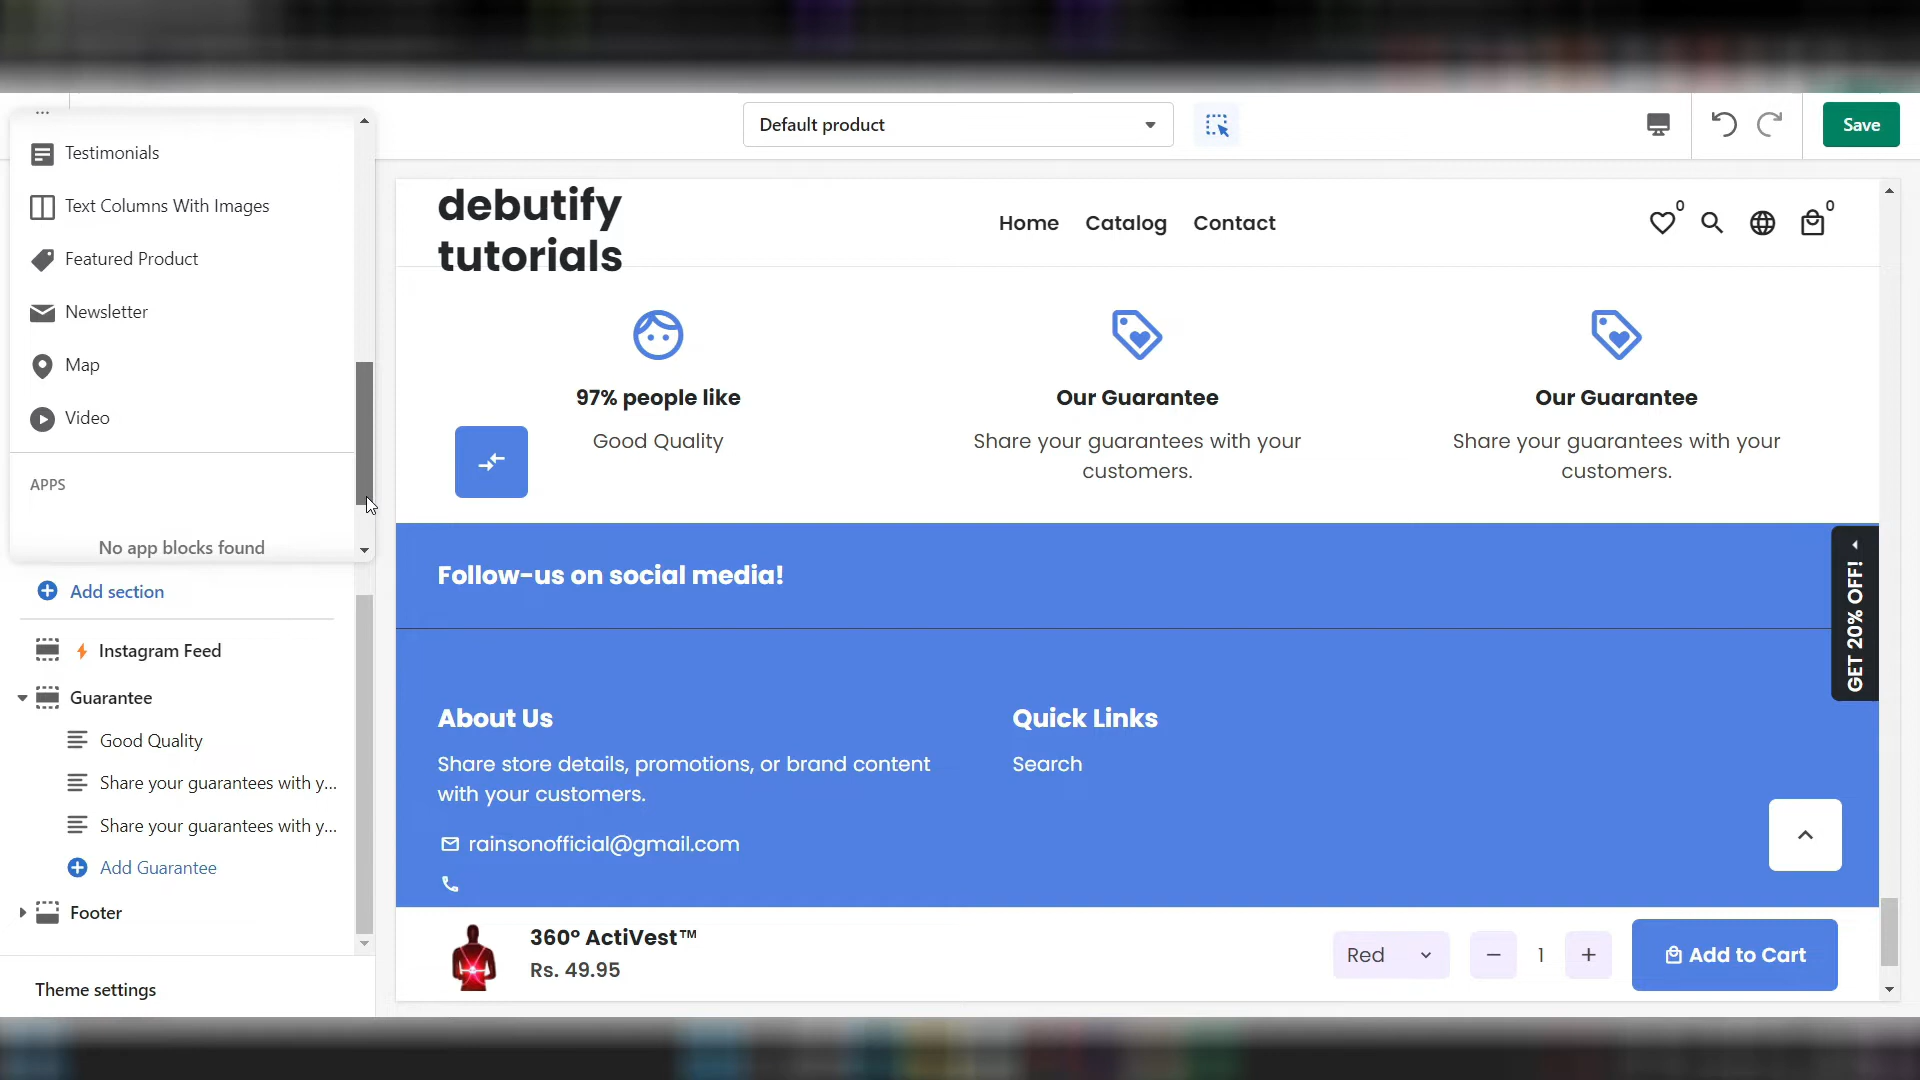 Default product
Save
Testimonials
Text Columns With Images
Featured Product
Newsletter
Map
Video
APPS
No app blocks found
Add section
Instagram Feed
Guarantee
Good Quality
Share your guarantees with y...
Share your guarantees with y...
Add Guarantee
Footer
Theme settings
debutify
tutorials
Home Catalog Contact
0
0
97% people like
Good Quality
Our Guarantee
Share your guarantees with your
customers.
Our Guarantee
Share your guarantees with your
customers.
Follow-us on social media!
GET 20% OFF!
About Us
Share store details, promotions, or brand content
with your customers.
rainsonofficial@gmail.com
Quick Links
Search
360° ActiVest™
Rs. 49.95
Red
1
Add to Cart